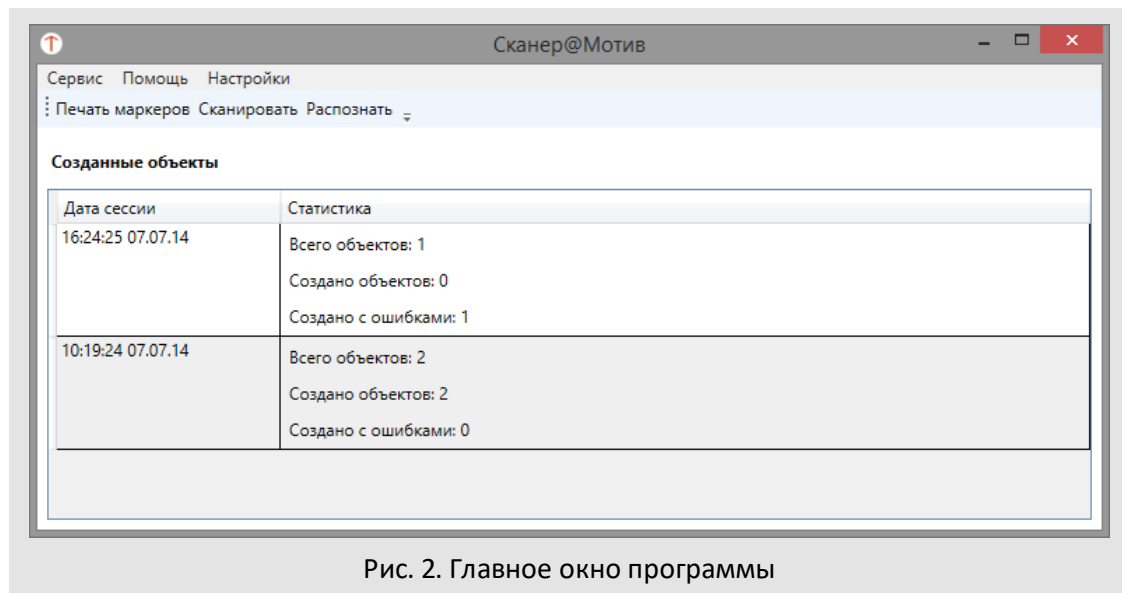 Сканер@Мотив
Сервис Помощь Настройки
Печать маркеров Сканировать Распознать
Созданные объекты
Дата сессии Статистика
16:24:25 07.07.14 Всего объектов: 1
Создано объектов: 0
Создано с ошибками: 1
10:19:24 07.07.14 Всего объектов: 2
Создано объектов: 2
Создано с ошибками: 0
Рис. 2. Главное окно программы